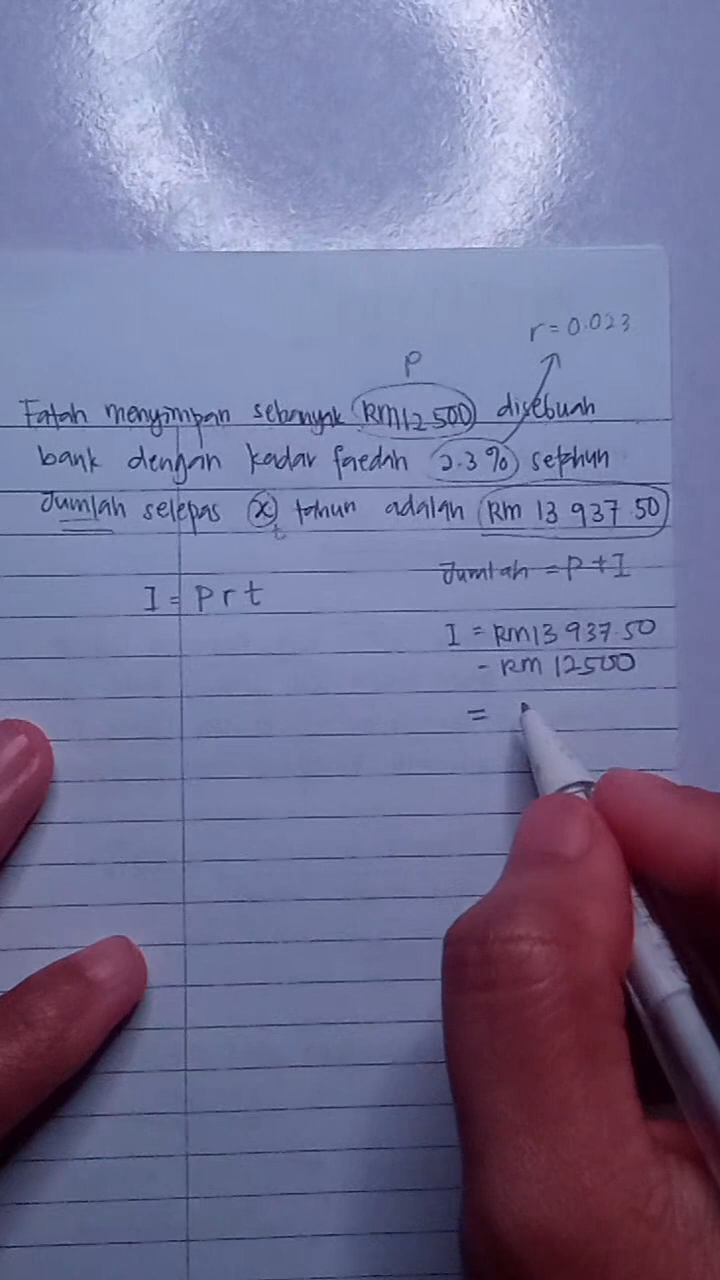 r = 0.023
P
Fatah menyimpan sebanyak RM12 500 disebuah
bank dengan kadar faedah 2.3% setahun
Jumlah selepas x tahun adalah Rm 13 937.50
t
Jumlah = P + I
I = P r t
I = RM13 937.50
- RM 12500
=